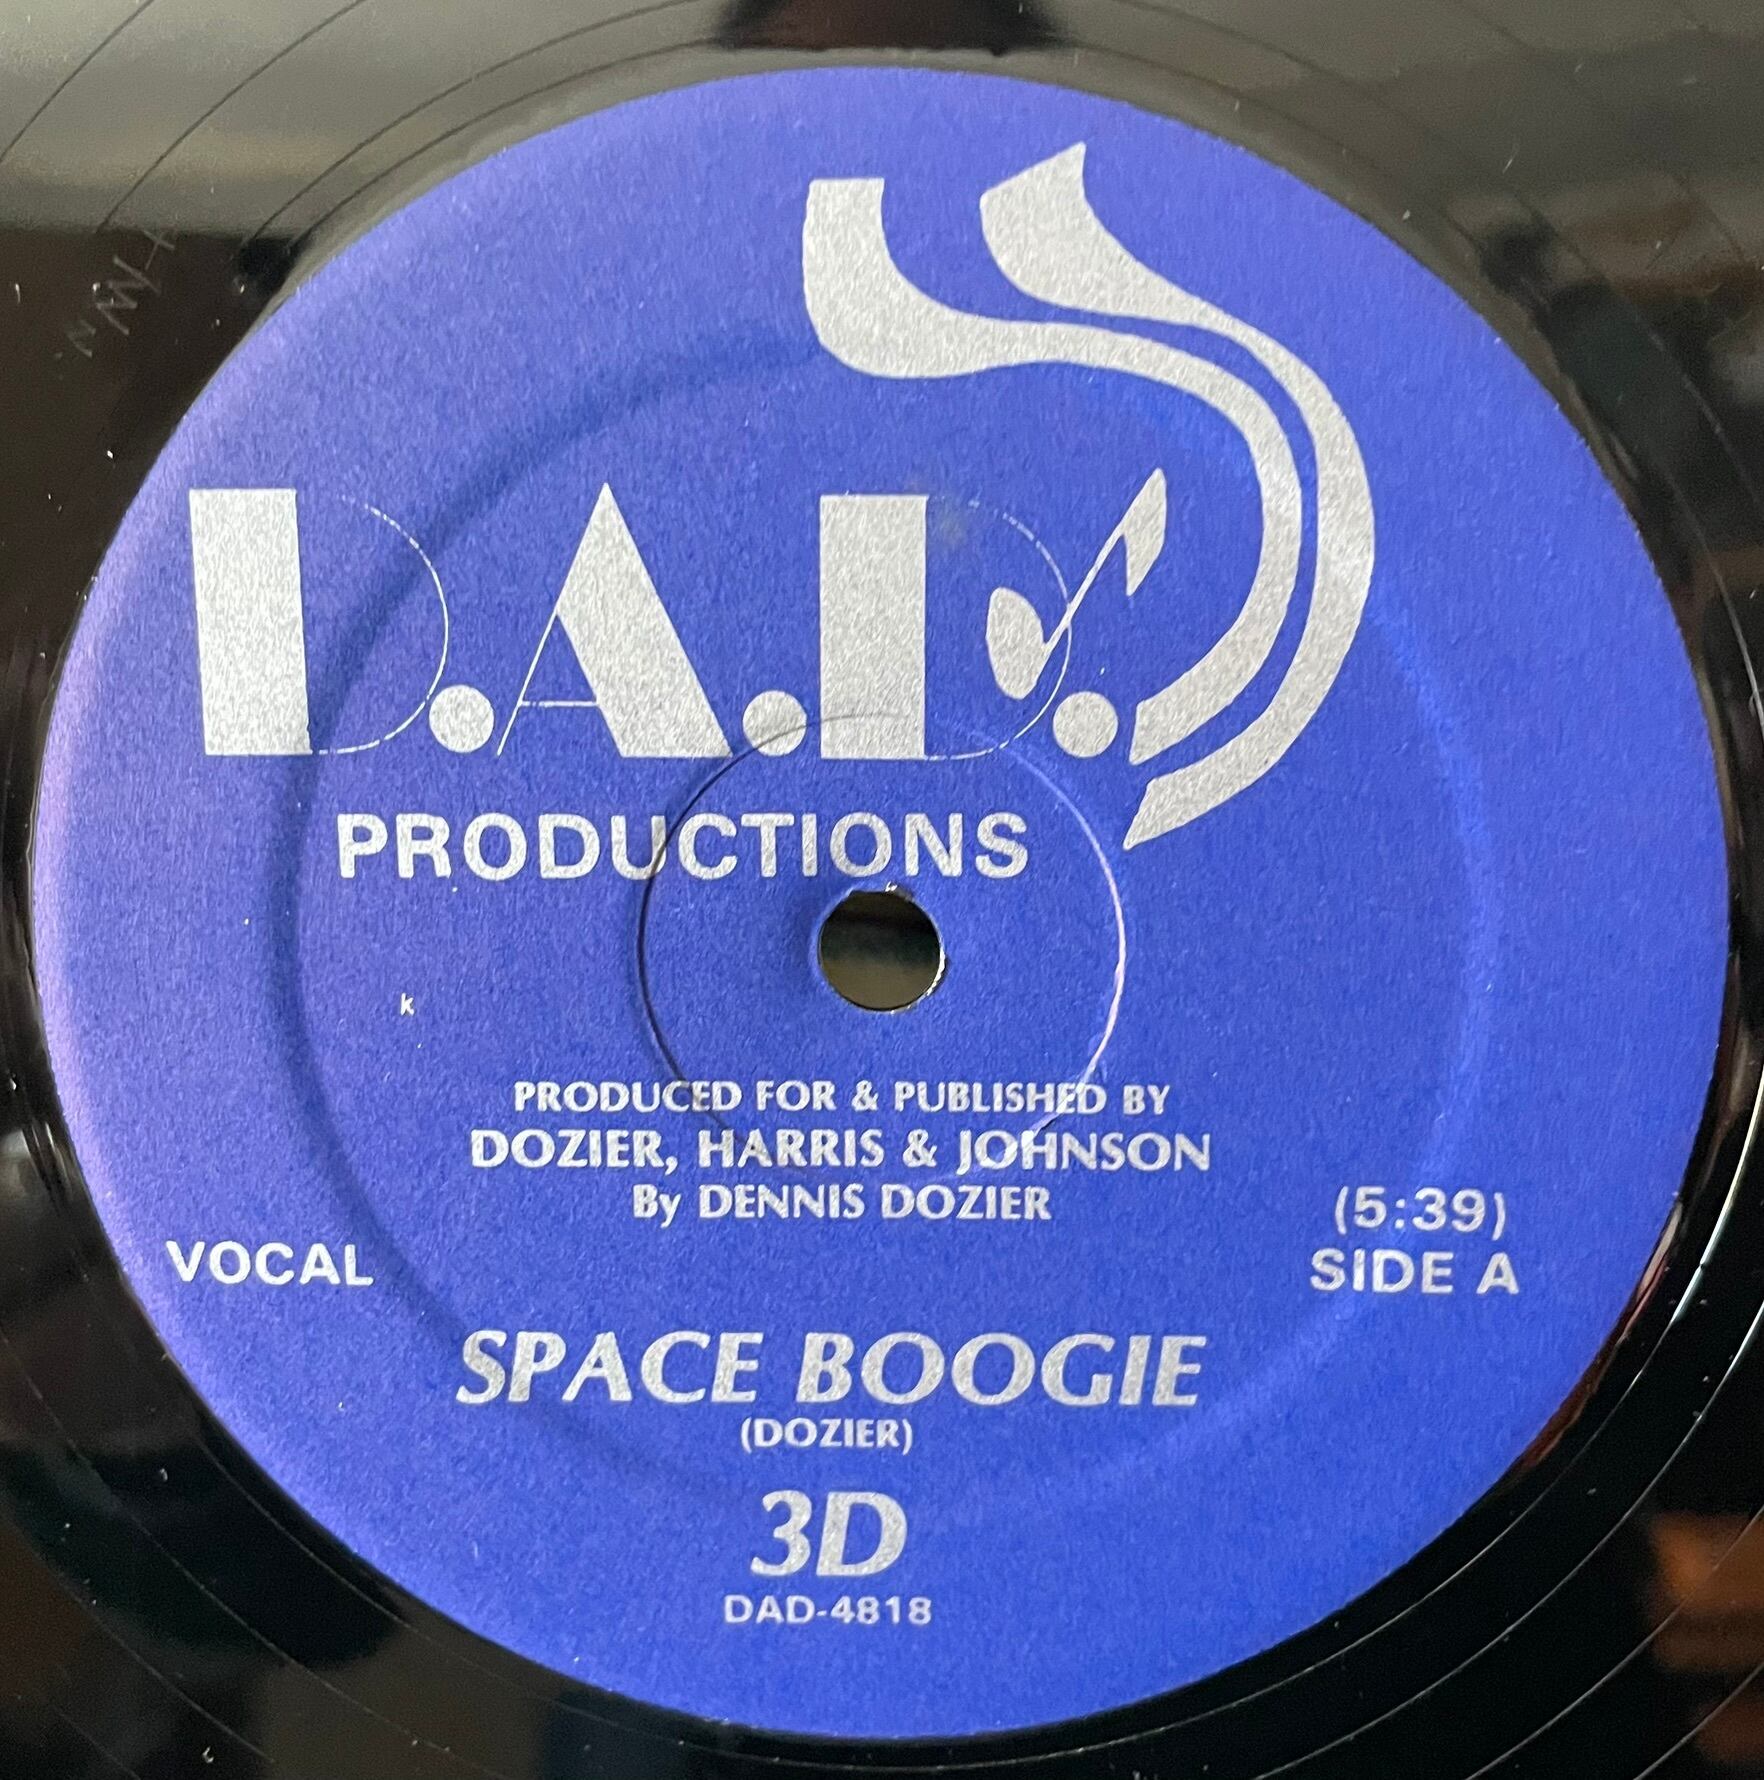 D.A.D.
PRODUCTIONS
k
PRODUCED FOR & PUBLISHED BY
DOZIER, HARRIS & JOHNSON
By DENNIS DOZIER
VOCAL
(5:39)
SIDE A
SPACE BOOGIE
(DOZIER)
3D
DAD-4818